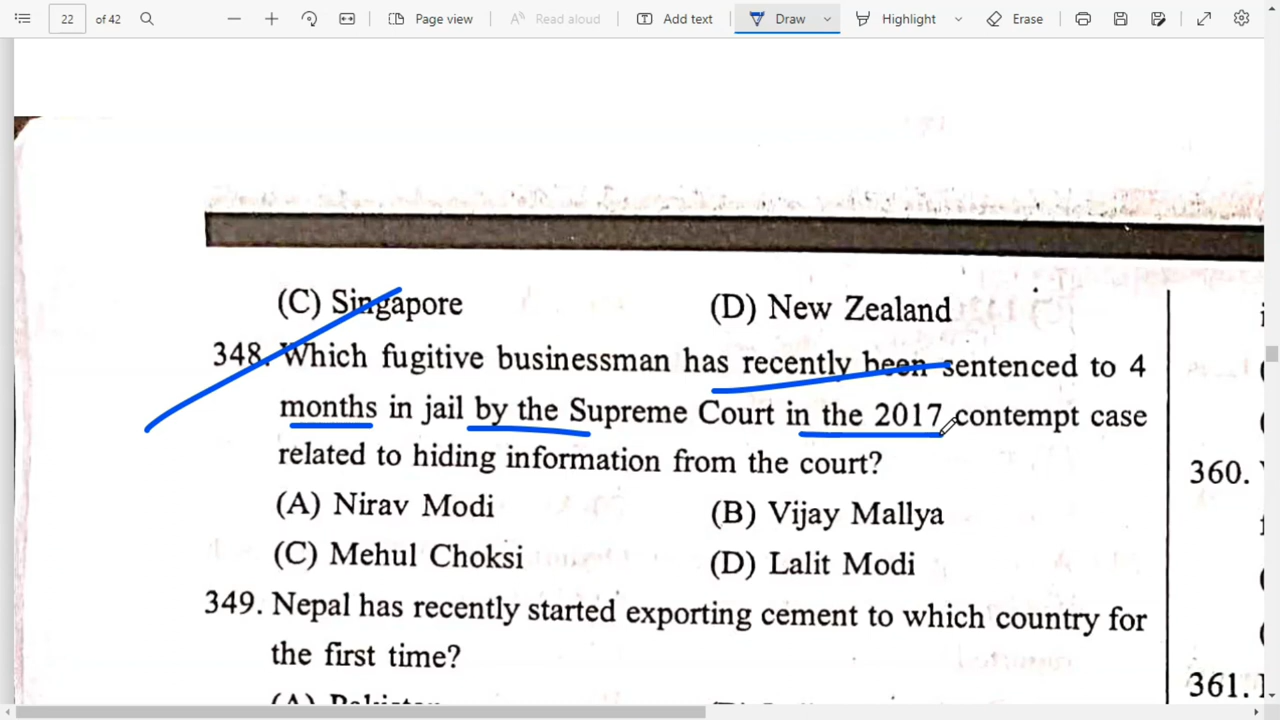 22 of 42 Page view Read aloud Add text Draw Highlight Erase
(C) Singapore (D) New Zealand
348. Which fugitive businessman has recently been sentenced to 4
months in jail by the Supreme Court in the 2017 contempt case
related to hiding information from the court?
(A) Nirav Modi (B) Vijay Mallya
(C) Mehul Choksi (D) Lalit Modi
349. Nepal has recently started exporting cement to which country for
the first time?
360.
361.